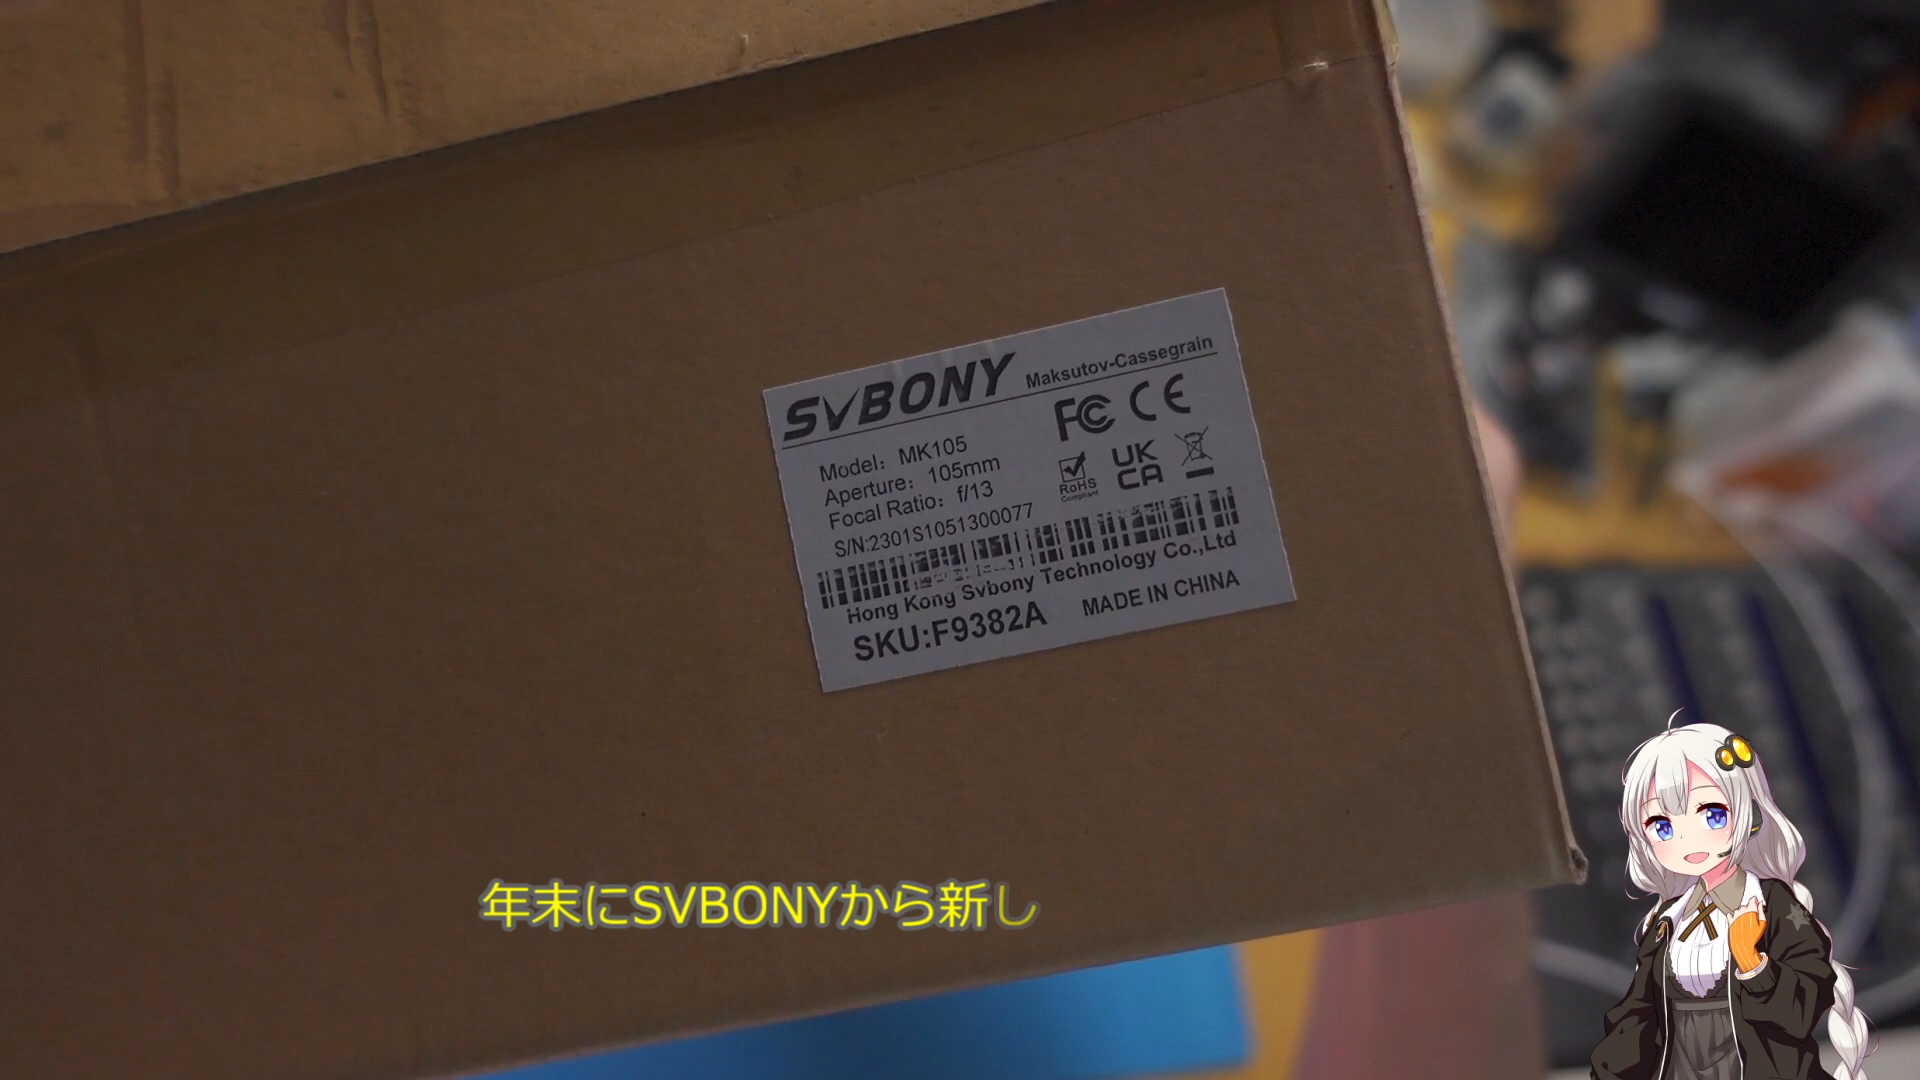 SVBONY Maksutov-Cassegrain
FC CE
Model: MK105
Aperture: 105mm
Focal Ratio: f/13
RoHS
Compliant
UK
CA
S/N:2301S1051300077
Hong Kong Svbony Technology Co.,Ltd
SKU:F9382A MADE IN CHINA
年末にSVBONYから新し